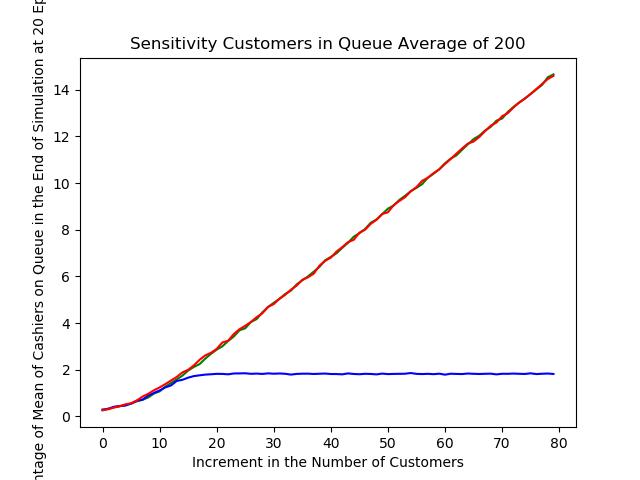 Sensitivity Customers in Queue Average of 200
ntage of Mean of Cashiers on Queue in the End of Simulation at 20 Ep
14
12
10
8
6
4
2
0
0 10 20 30 40 50 60 70 80
Increment in the Number of Customers